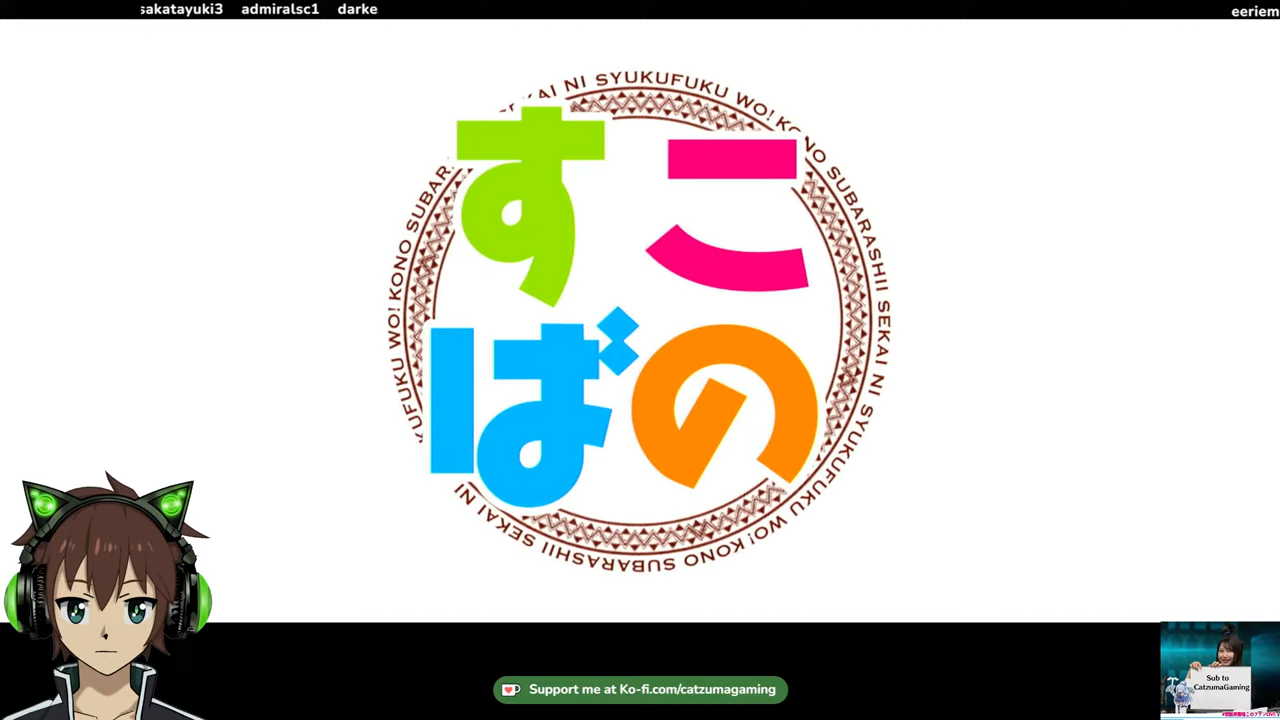 sakatayuki3 admiralsc1 darke
eeriem
KONO SUBARASHII SEKAI NI SYUKUFUKU WO!
この
すば
Support me at Ko-fi.com/catzumagaming
Sub to
CatzumaGaming